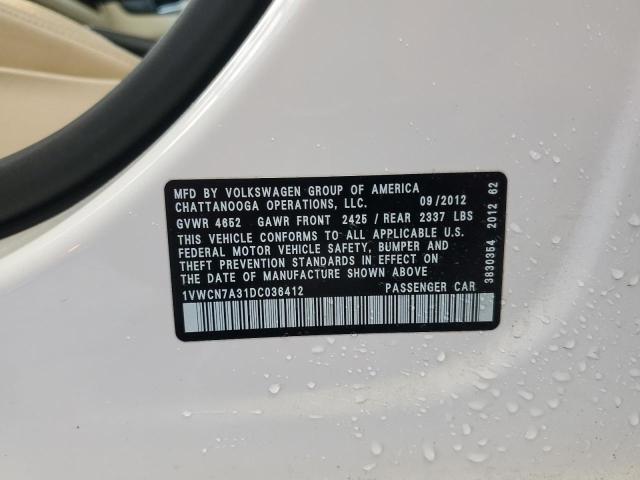 MFD BY VOLKSWAGEN GROUP OF AMERICA
CHATTANOOGA OPERATIONS, LLC. 09/2012
GVWR 4652 GAWR FRONT 2425 / REAR 2337 LBS
THIS VEHICLE CONFORMS TO ALL APPLICABLE U.S.
FEDERAL MOTOR VEHICLE SAFETY, BUMPER AND
THEFT PREVENTION STANDARDS IN EFFECT ON
THE DATE OF MANUFACTURE SHOWN ABOVE
1VWCN7A31DC036412 PASSENGER CAR
3830354 2012 62